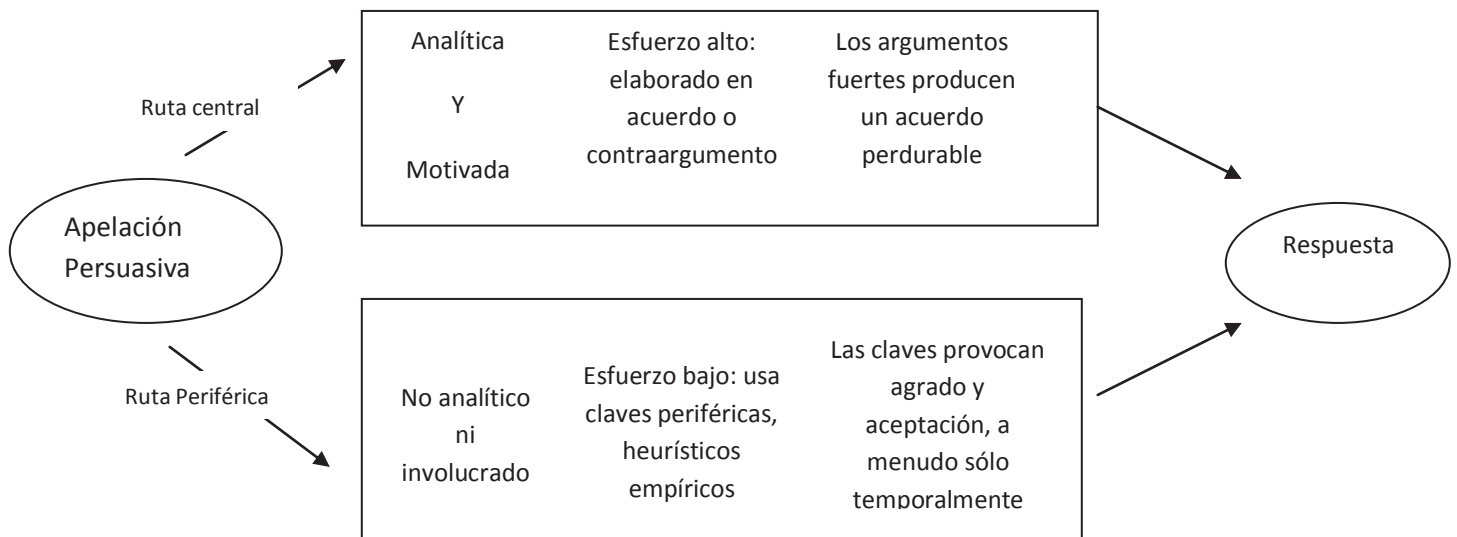 Apelación
Persuasiva
Ruta central
Analítica
Y
Motivada
Esfuerzo alto:
elaborado en
acuerdo o
contraargumento
Los argumentos
fuertes producen
un acuerdo
perdurable
Ruta Periférica
No analítico
ni
involucrado
Esfuerzo bajo: usa
claves periféricas,
heurísticos
empíricos
Las claves provocan
agrado y
aceptación, a
menudo sólo
temporalmente
Respuesta